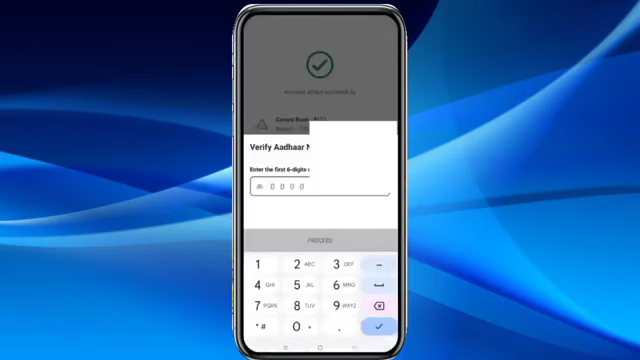 Verify Aadhaar
Enter the first 6-digits
0 0 0 0
PROCEED
1 2 ABC 3 DEF -
4 GHI 5 JKL 6 MNO
7 PQRS 8 TUV 9 WXYZ
* # 0 + .